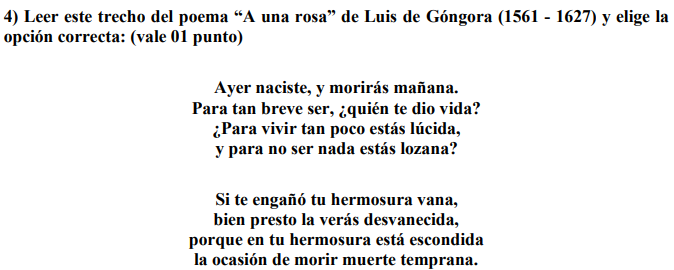 4) Leer este trecho del poema “A una rosa” de Luis de Góngora (1561 - 1627) y elige la
opción correcta: (vale 01 punto)
Ayer naciste, y morirás mañana.
Para tan breve ser, ¿quién te dio vida?
¿Para vivir tan poco estás lúcida,
y para no ser nada estás lozana?
Si te engañó tu hermosura vana,
bien presto la verás desvanecida,
porque en tu hermosura está escondida
la ocasión de morir muerte temprana.